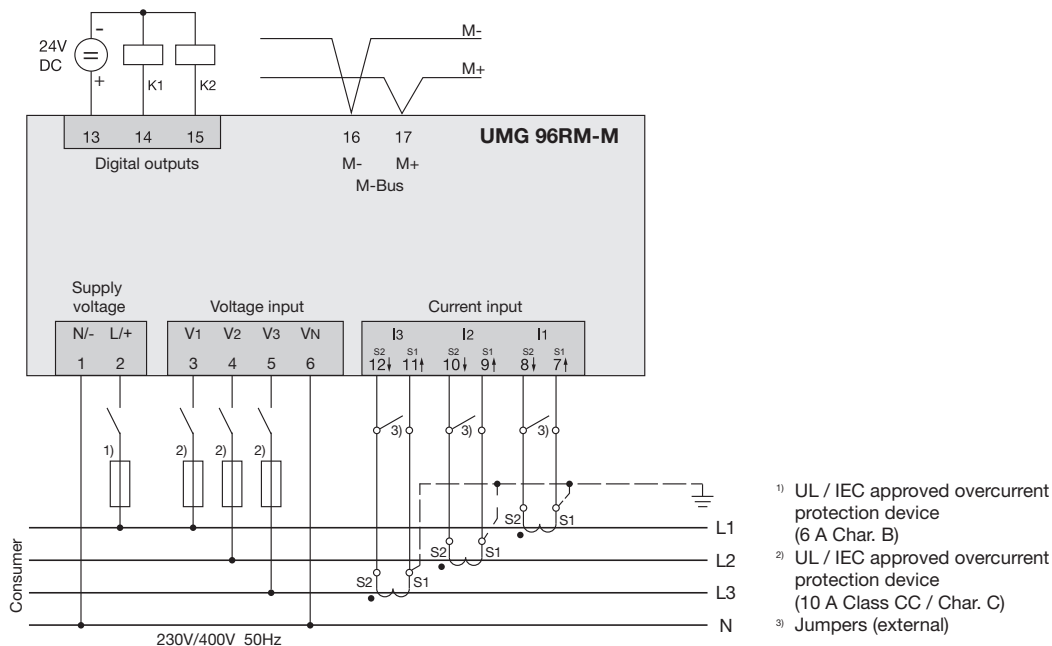 24V
DC
-
=
+
K1
K2
M-
M+
13 14 15
Digital outputs
16 17
M- M+
M-Bus
UMG 96RM-M
Supply
voltage
Voltage input
Current input
N/- L/+
V1 V2 V3 VN
I3 I2 I1
S2 S1 S2 S1 S2 S1
1 2 3 4 5 6 12 11 10 9 8 7
3) 3) 3)
1) 2) 2) 2)
S2 S1
L1
S2 S1
L2
S2 S1
L3
N
Consumer
230V/400V 50Hz
1) UL / IEC approved overcurrent
protection device
(6 A Char. B)
2) UL / IEC approved overcurrent
protection device
(10 A Class CC / Char. C)
3) Jumpers (external)